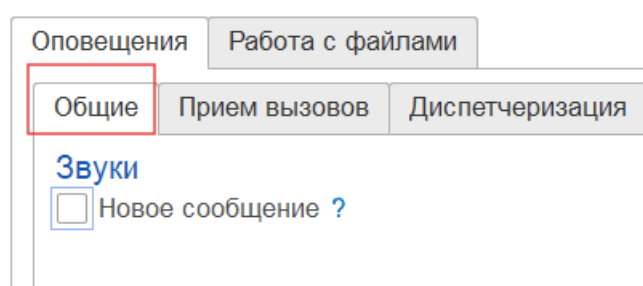 Оповещения Работа с файлами
Общие Прием вызовов Диспетчеризация
Звуки
Новое сообщение ?